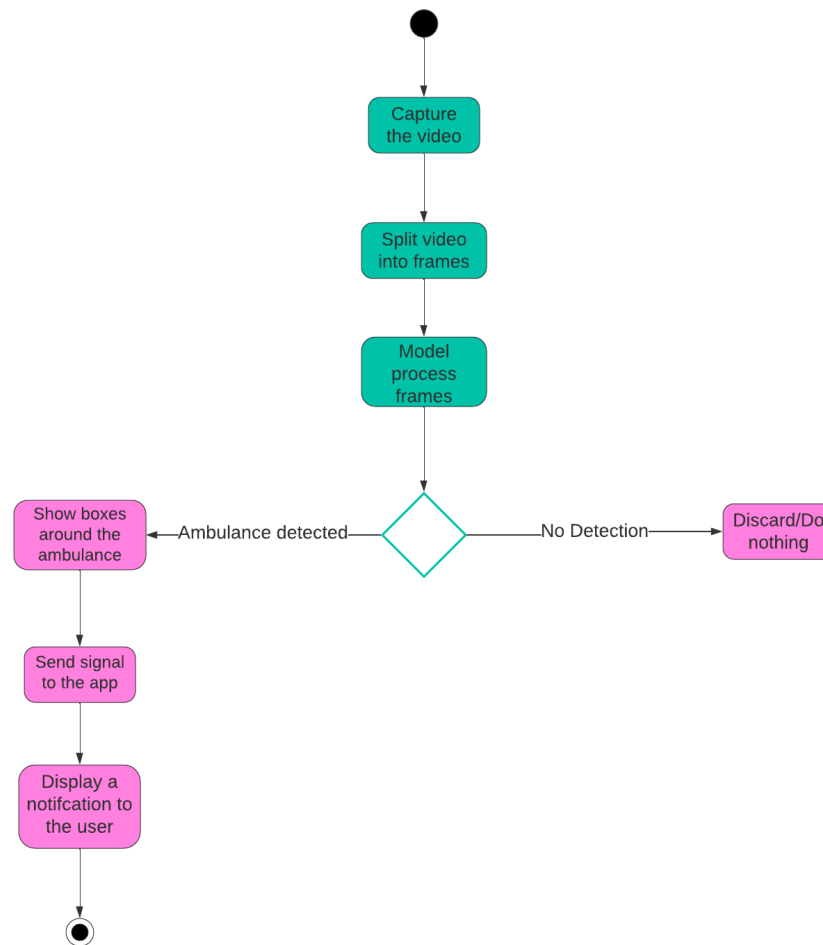 Capture
the video
Split video
into frames
Model
process
frames
Show boxes
around the
ambulance
Ambulance detected
No Detection
Discard/Do
nothing
Send signal
to the app
Display a
notifcation to
the user